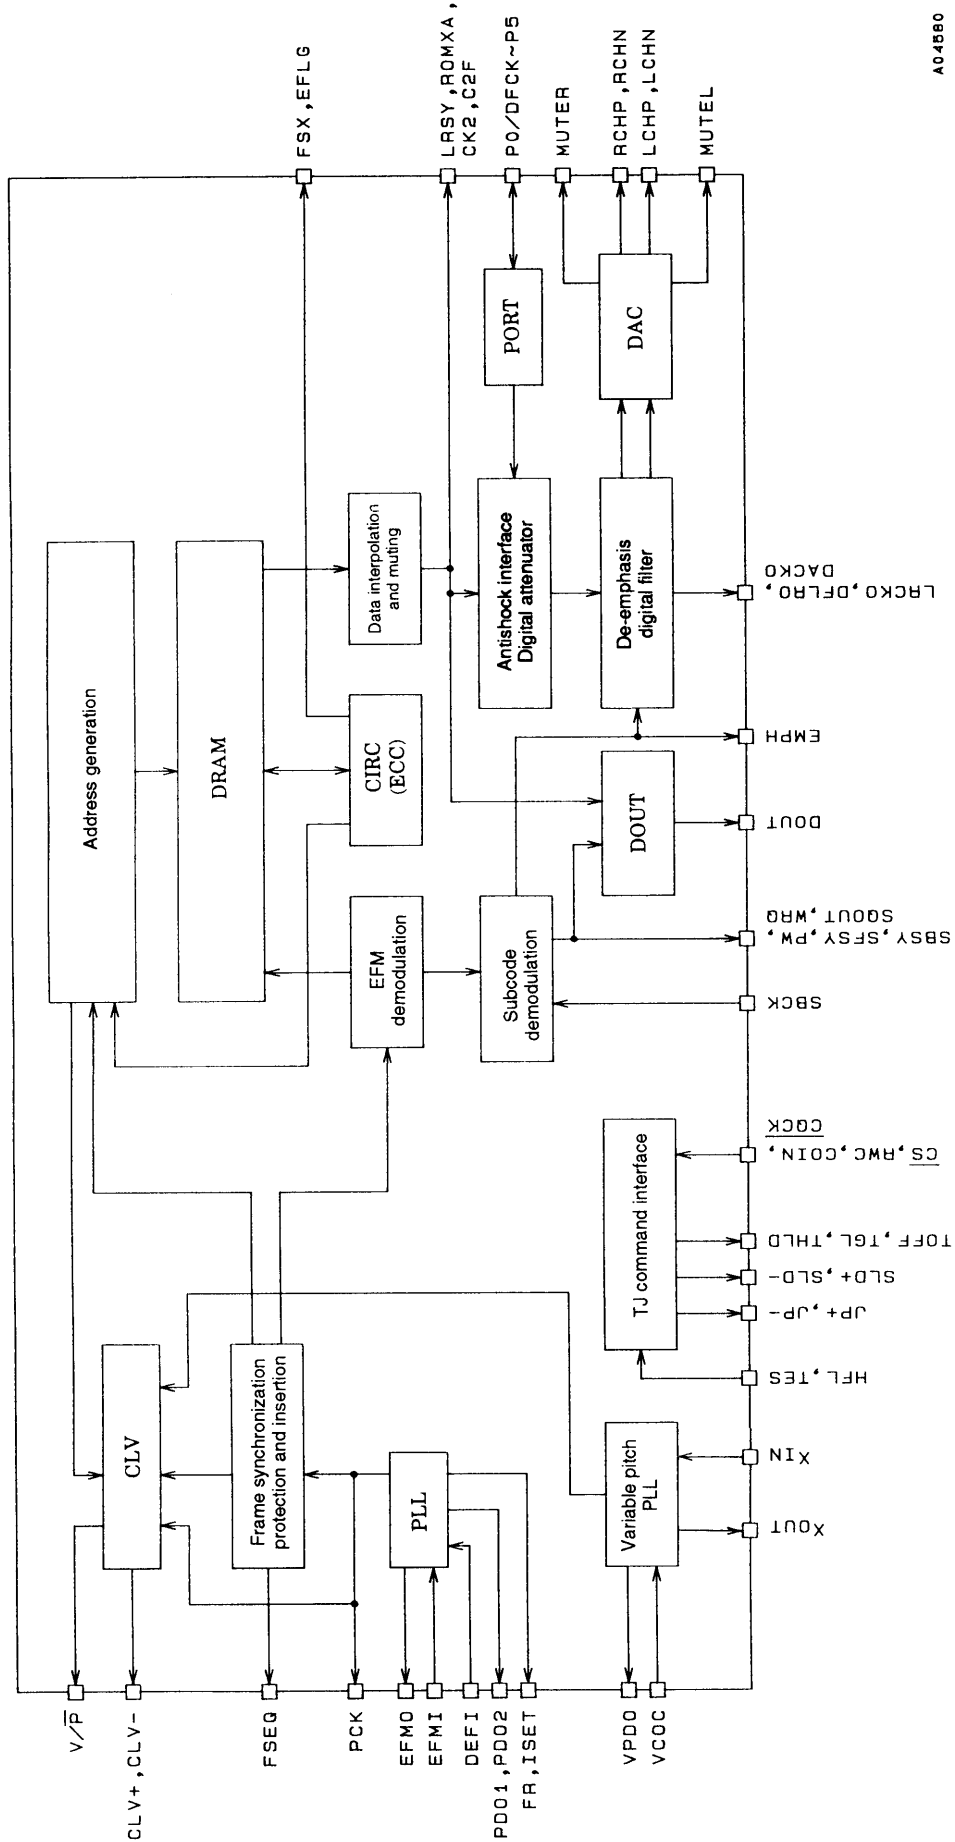 A04580
FSX,EFLG
LRSY,ROMXA,
CK2,C2F
P0/DFCK~P5
MUTER
RCHP,RCHN
LCHP,LCHN
MUTEL
Address generation
DRAM
Data interpolation
and muting
CIRC
(ECC)
EFM
demodulation
PORT
Antishock interface
Digital attenuator
DAC
De-emphasis
digital filter
DOUT
Subcode
demodulation
CLV
Frame synchronization
protection and insertion
PLL
TJ command interface
Variable pitch
PLL
V/P
CLV+,CLV-
FSEQ
PCK
EFMO
EFMI
DEFI
PDO1,PDO2
FR,ISET
VPDO
VCOC
XOUT
XIN
HFL,TES
JP+,JP-
SLD+,SLD-
TOFF,TGL,THLD
CS,RWC,COIN,
CQCK
SBCK
SBSY,SFSY,PW,
SQOUT,WRQ
DOUT
EMPH
LRCKO,DFLRO,
DACKO